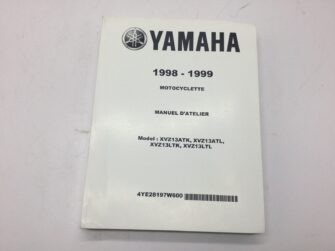 YAMAHA
1998 - 1999
MOTOCYCLETTE
MANUEL D'ATELIER
Model : XVZ13ATK, XVZ13ATL,
XVZ13LTK, XVZ13LTL
4YE28197W600